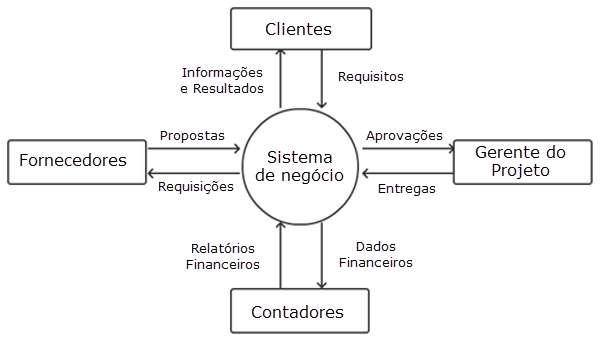 Clientes
Informações
e Resultados
Requisitos
Propostas
Aprovações
Fornecedores
Sistema
de negócio
Gerente do
Projeto
Requisições
Entregas
Relatórios
Financeiros
Dados
Financeiros
Contadores